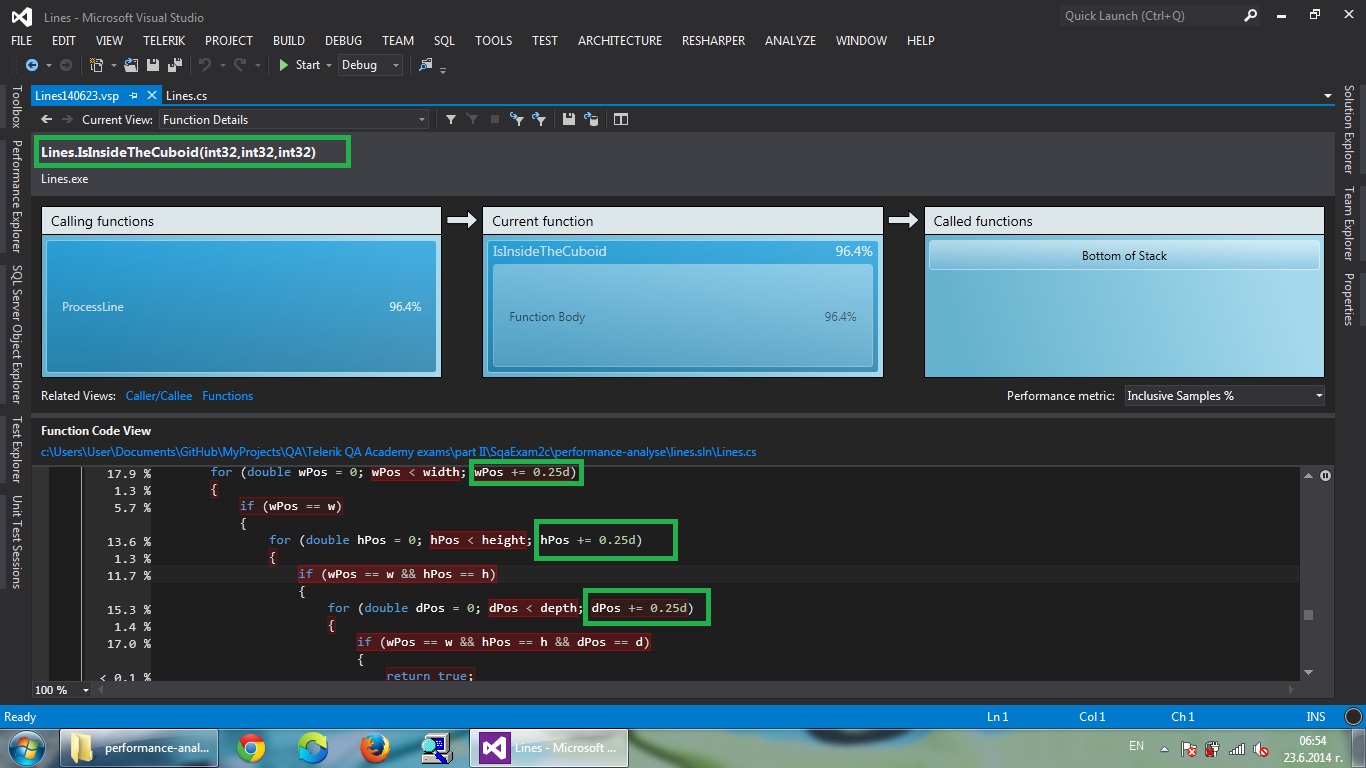 Lines - Microsoft Visual Studio
Quick Launch (Ctrl+Q)
FILE EDIT VIEW TELERIK PROJECT BUILD DEBUG TEAM SQL TOOLS TEST ARCHITECTURE RESHARPER ANALYZE WINDOW HELP
Start Debug
Lines140623.vsp Lines.cs
Current View: Function Details
Lines.IsInsideTheCuboid(int32,int32,int32)
Lines.exe
Calling functions
ProcessLine 96.4%
Current function
IsInsideTheCuboid 96.4%
Function Body 96.4%
Called functions
Bottom of Stack
Related Views: Caller/Callee Functions
Performance metric: Inclusive Samples %
Function Code View
c:\Users\User\Documents\GitHub\MyProjects\QA\Telerik QA Academy exams\part II\SqaExam2c\performance-analyse\lines.sln\Lines.cs
17.9 % for (double wPos = 0; wPos < width; wPos += 0.25d)
1.3 % {
5.7 % if (wPos == w)
{
13.6 % for (double hPos = 0; hPos < height; hPos += 0.25d)
1.3 % {
11.7 % if (wPos == w && hPos == h)
{
15.3 % for (double dPos = 0; dPos < depth; dPos += 0.25d)
1.4 % {
17.0 % if (wPos == w && hPos == h && dPos == d)
{
< 0.1 % return true;
100 %
Toolbox
Performance Explorer
SQL Server Object Explorer
Test Explorer
Unit Test Sessions
Solution Explorer
Team Explorer
Properties
Ready Ln 1 Col 1 Ch 1 INS
performance-anal...
Lines - Microsoft ...
EN
06:54
23.6.2014 г.